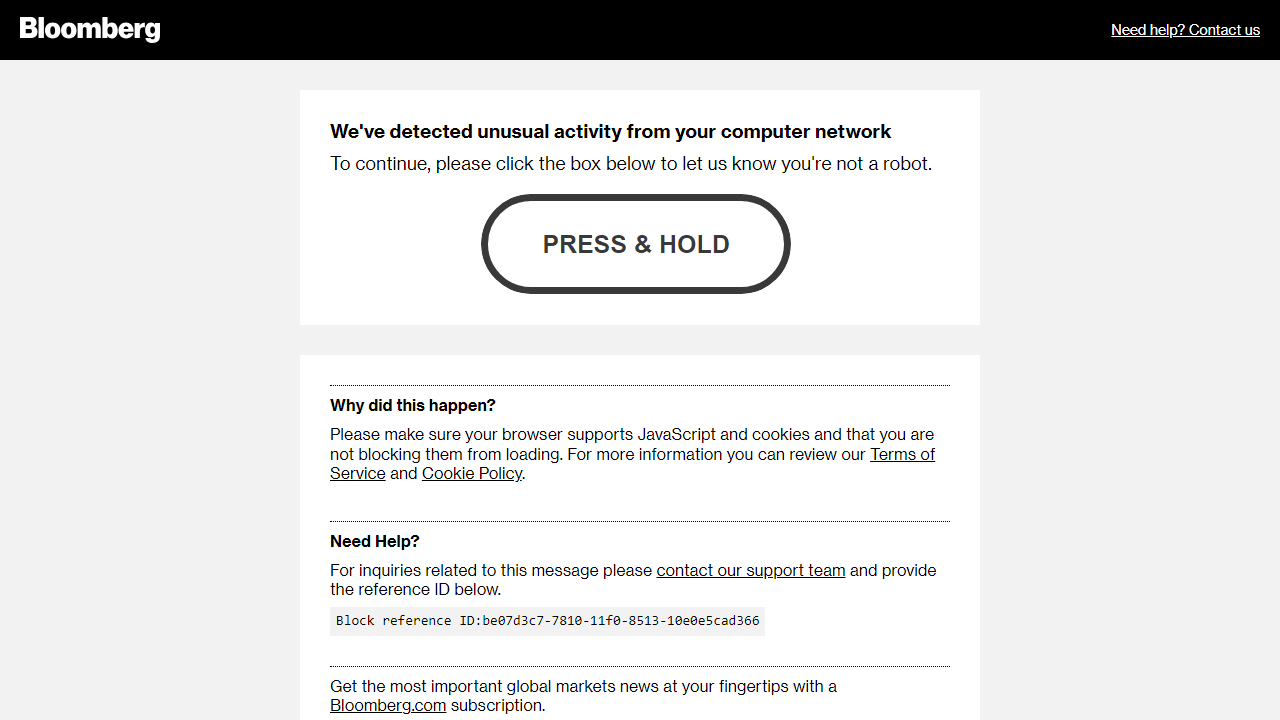 Bloomberg
Need help? Contact us
We've detected unusual activity from your computer network
To continue, please click the box below to let us know you're not a robot.
PRESS & HOLD
Why did this happen?
Please make sure your browser supports JavaScript and cookies and that you are
not blocking them from loading. For more information you can review our Terms of
Service and Cookie Policy.
Need Help?
For inquiries related to this message please contact our support team and provide
the reference ID below.
Block reference ID:be07d3c7-7810-11f0-8513-10e0e5cad366
Get the most important global markets news at your fingertips with a
Bloomberg.com subscription.